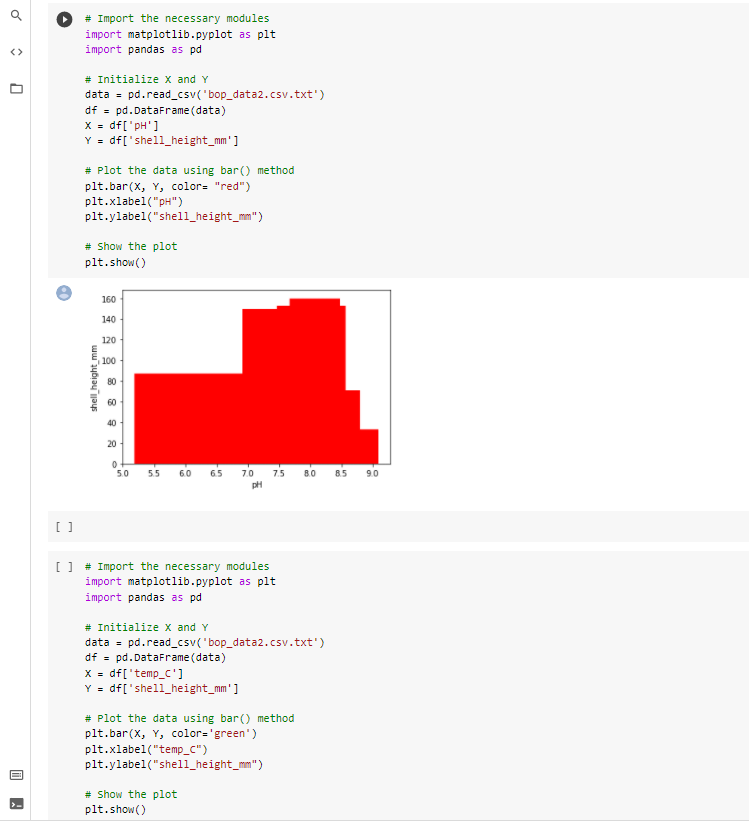 # Import the necessary modules
import matplotlib.pyplot as plt
import pandas as pd
# Initialize X and Y
data = pd.read_csv('bop_data2.csv.txt')
df = pd.DataFrame(data)
X = df['pH']
Y = df['shell_height_mm']
# Plot the data using bar() method
plt.bar(X, Y, color= "red")
plt.xlabel("pH")
plt.ylabel("shell_height_mm")
# Show the plot
plt.show()
160
140
120
100
80
60
40
20
0
shell_height_mm
5.0 5.5 6.0 6.5 7.0 7.5 8.0 8.5 9.0
pH
[ ]
[ ] # Import the necessary modules
import matplotlib.pyplot as plt
import pandas as pd
# Initialize X and Y
data = pd.read_csv('bop_data2.csv.txt')
df = pd.DataFrame(data)
X = df['temp_C']
Y = df['shell_height_mm']
# Plot the data using bar() method
plt.bar(X, Y, color='green')
plt.xlabel("temp_C")
plt.ylabel("shell_height_mm")
# Show the plot
plt.show()